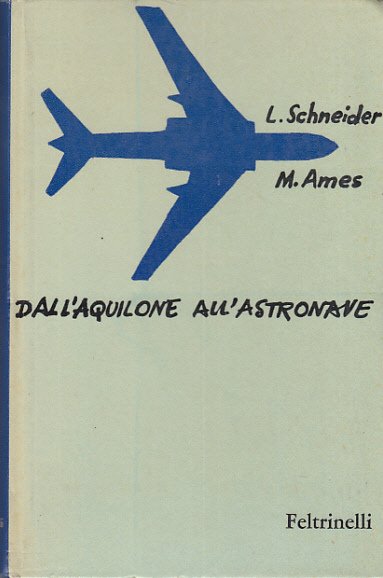 L. Schneider
M. Ames
DALL'AQUILONE ALL'ASTRONAVE
Feltrinelli